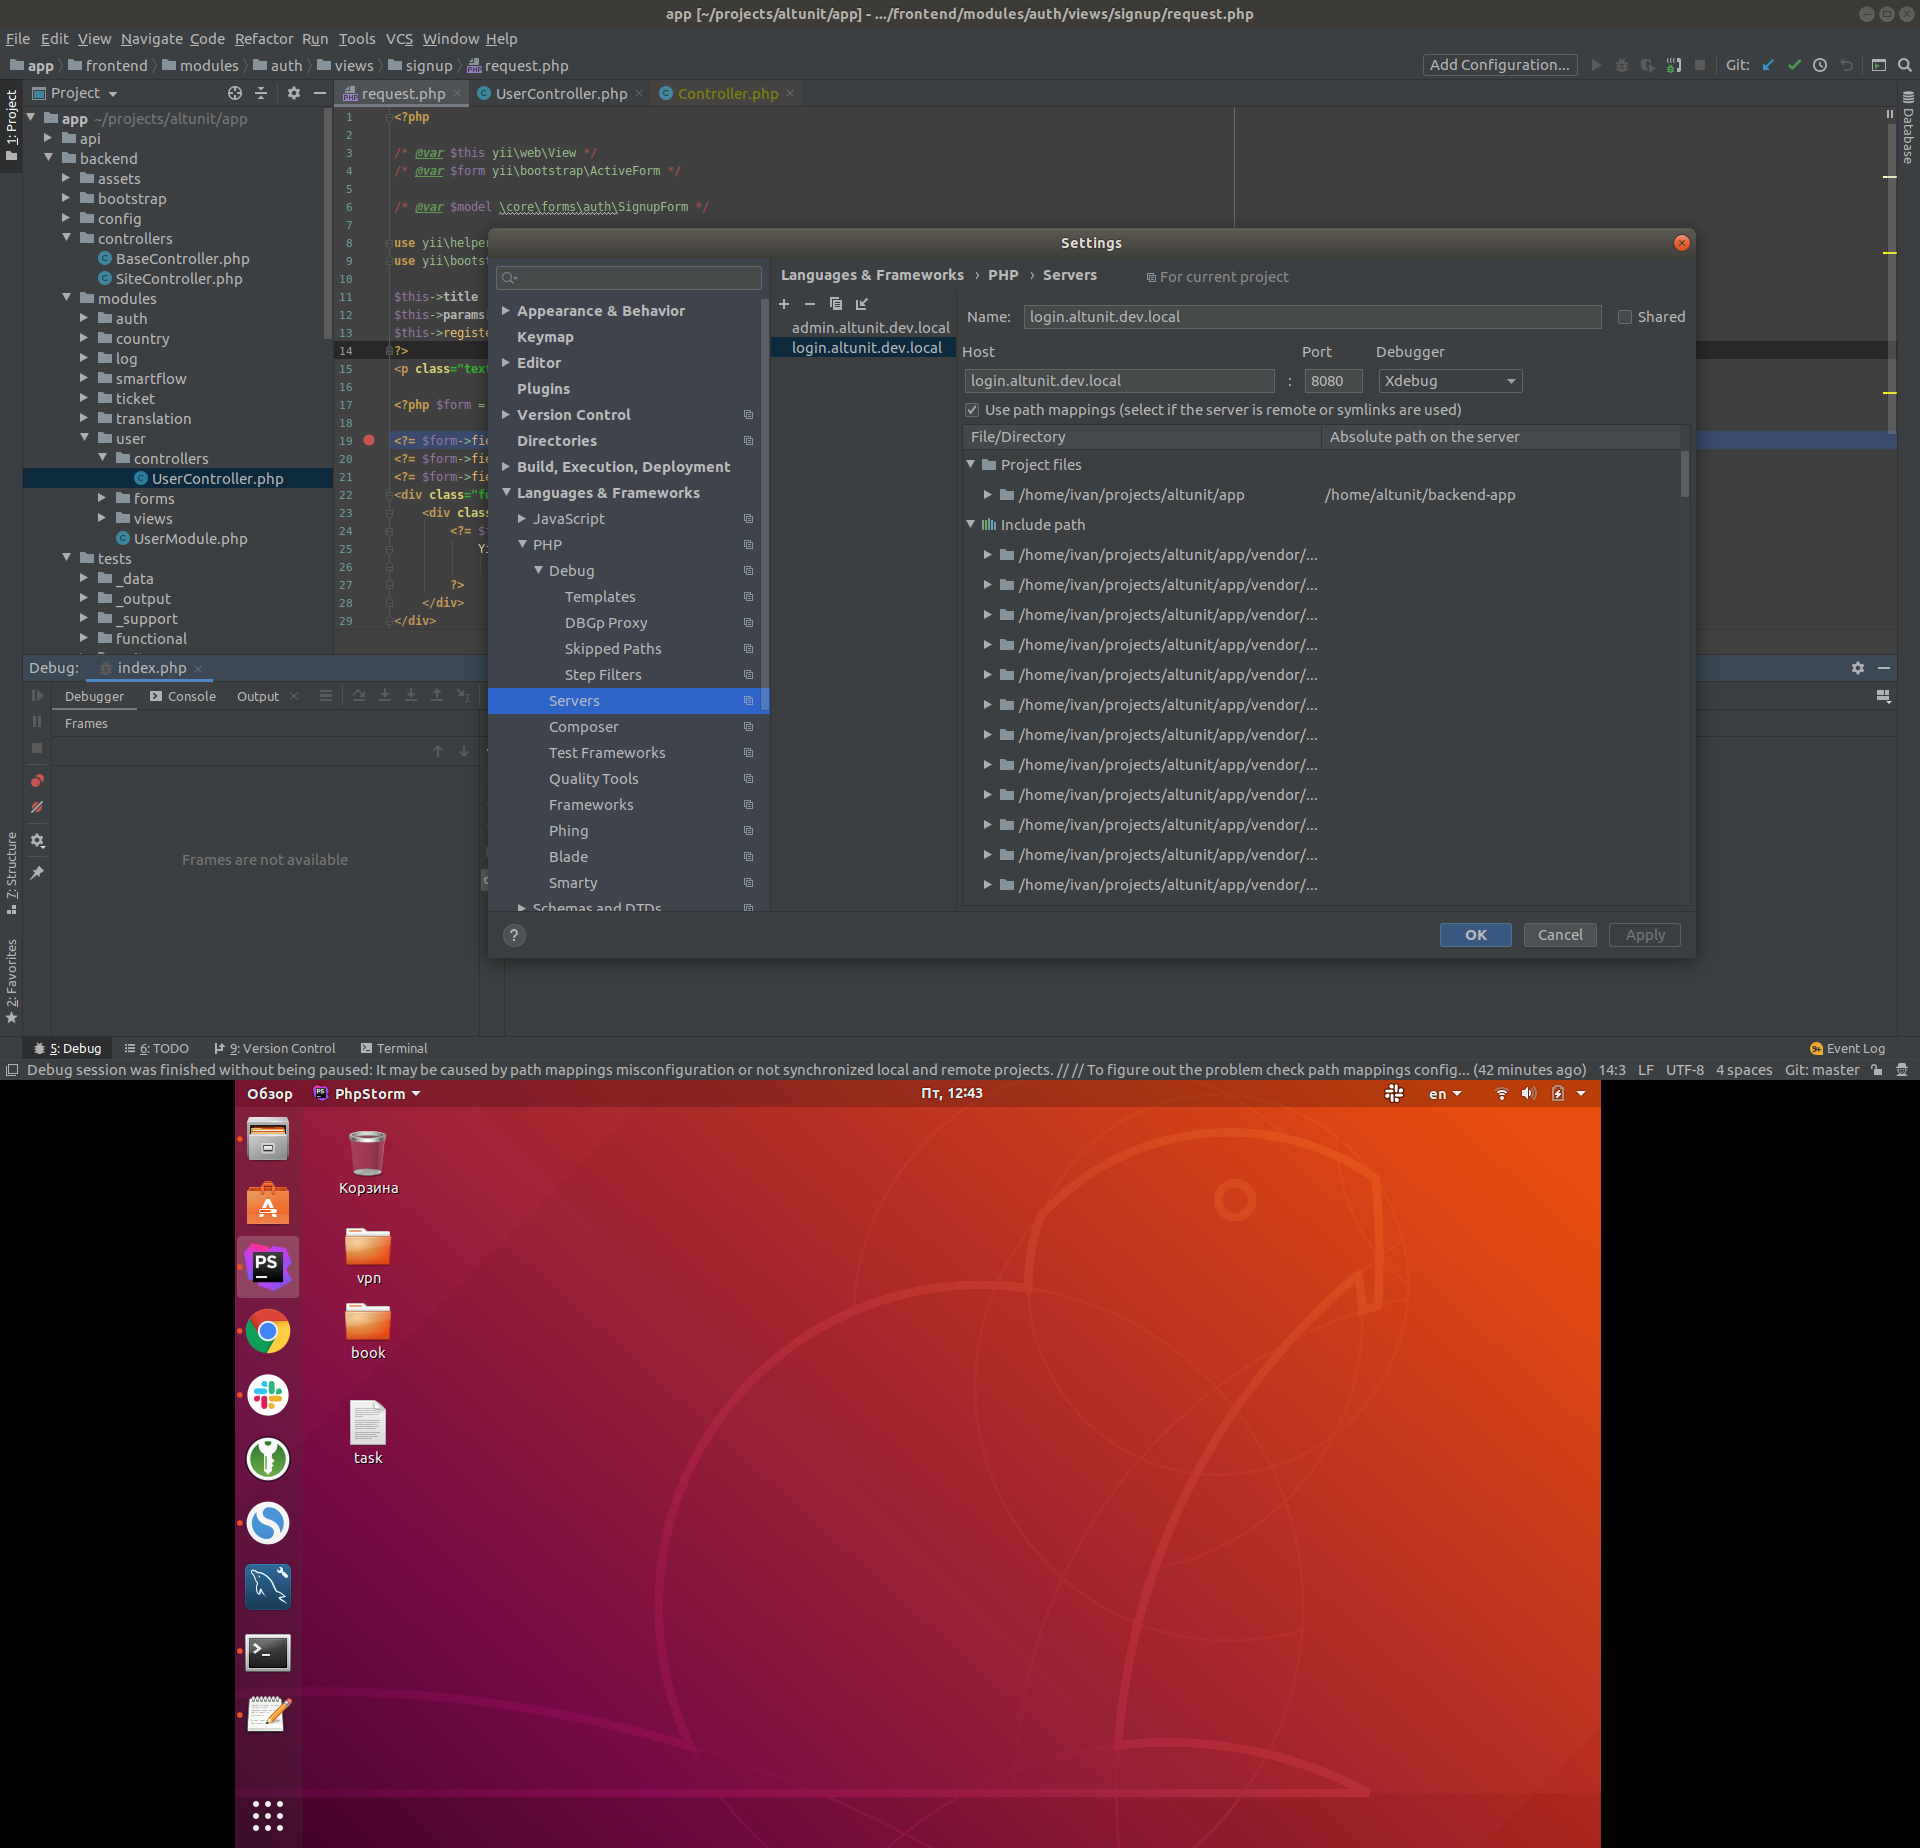 app [~/projects/altunit/app] - .../frontend/modules/auth/views/signup/request.php
File Edit View Navigate Code Refactor Run Tools VCS Window Help
app frontend modules auth views signup request.php
Add Configuration...
Git:
1: Project
Project
request.php
UserController.php
Controller.php
Database
app ~/projects/altunit/app
api
backend
assets
bootstrap
config
controllers
BaseController.php
SiteController.php
modules
auth
country
log
smartflow
ticket
translation
user
controllers
UserController.php
forms
views
UserModule.php
tests
_data
_output
_support
functional
1 <?php
2
3 /* @var $this yii\web\View */
4 /* @var $form yii\bootstrap\ActiveForm */
5
6 /* @var $model \core\forms\auth\SignupForm */
7
8 use yii\helper
9 use yii\bootst
10
11 $this->title
12 $this->params
13 $this->registe
14 ?>
15 <p class="text
16
17 <?php $form =
18
19 <?= $form->fie
20 <?= $form->fie
21 <?= $form->fie
22 <div class="fo
23 <div clas
24 <?= $
25 Yi
26
27 ?>
28 </div>
29 </div>
Settings
Appearance & Behavior
Keymap
Editor
Plugins
Version Control
Directories
Build, Execution, Deployment
Languages & Frameworks
JavaScript
PHP
Debug
Templates
DBGp Proxy
Skipped Paths
Step Filters
Servers
Composer
Test Frameworks
Quality Tools
Frameworks
Phing
Blade
Smarty
Schemas and DTDs
Languages & Frameworks › PHP › Servers
For current project
admin.altunit.dev.local
login.altunit.dev.local
Name: login.altunit.dev.local
Shared
Host Port Debugger
login.altunit.dev.local : 8080 Xdebug
Use path mappings (select if the server is remote or symlinks are used)
File/Directory Absolute path on the server
Project files
/home/ivan/projects/altunit/app /home/altunit/backend-app
Include path
/home/ivan/projects/altunit/app/vendor/...
/home/ivan/projects/altunit/app/vendor/...
/home/ivan/projects/altunit/app/vendor/...
/home/ivan/projects/altunit/app/vendor/...
/home/ivan/projects/altunit/app/vendor/...
/home/ivan/projects/altunit/app/vendor/...
/home/ivan/projects/altunit/app/vendor/...
/home/ivan/projects/altunit/app/vendor/...
/home/ivan/projects/altunit/app/vendor/...
/home/ivan/projects/altunit/app/vendor/...
/home/ivan/projects/altunit/app/vendor/...
/home/ivan/projects/altunit/app/vendor/...
?
OK Cancel Apply
Debug: index.php
Debugger Console Output
Frames
Frames are not available
7: Structure
2: Favorites
5: Debug 6: TODO 9: Version Control Terminal
Event Log
Debug session was finished without being paused: It may be caused by path mappings misconfiguration or not synchronized local and remote projects. // // To figure out the problem check path mappings config... (42 minutes ago) 14:3 LF UTF-8 4 spaces Git: master
Обзор PhpStorm
Пт, 12:43
en
Корзина
vpn
book
task
PS